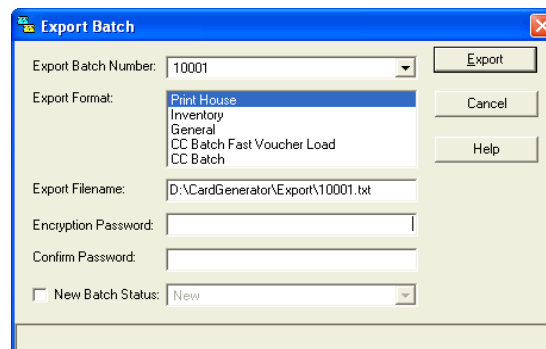 Export Batch
Export Batch Number: 10001
Export
Export Format:
Print House
Inventory
General
CC Batch Fast Voucher Load
CC Batch
Cancel
Help
Export Filename: D:\CardGenerator\Export\10001.txt
Encryption Password:
Confirm Password:
New Batch Status: New